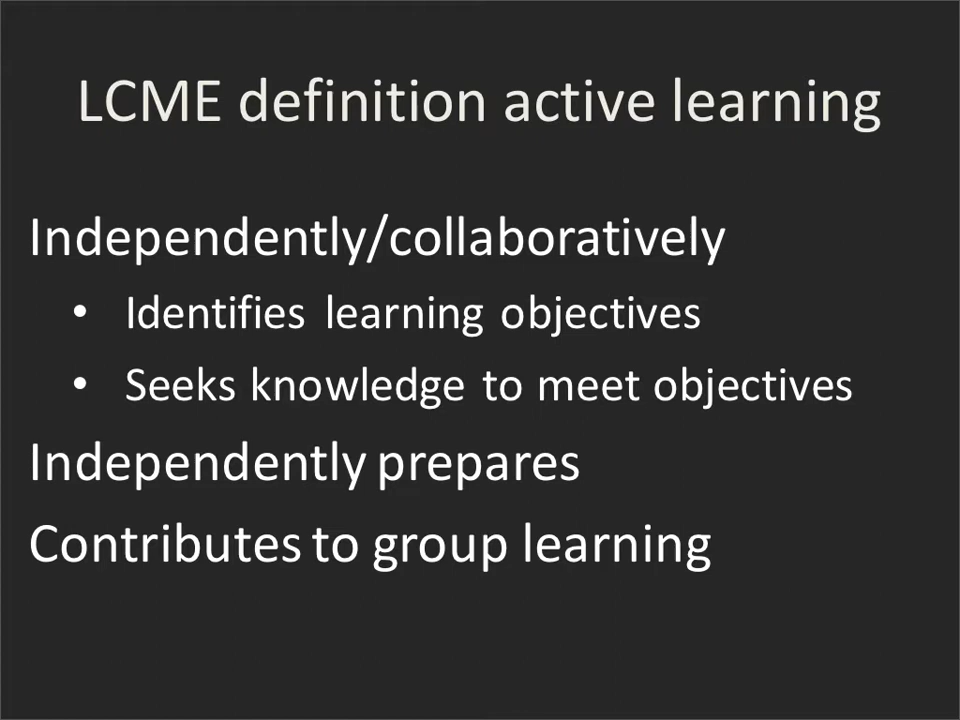 LCME definition active learning
Independently/collaboratively
• Identifies learning objectives
• Seeks knowledge to meet objectives
Independently prepares
Contributes to group learning